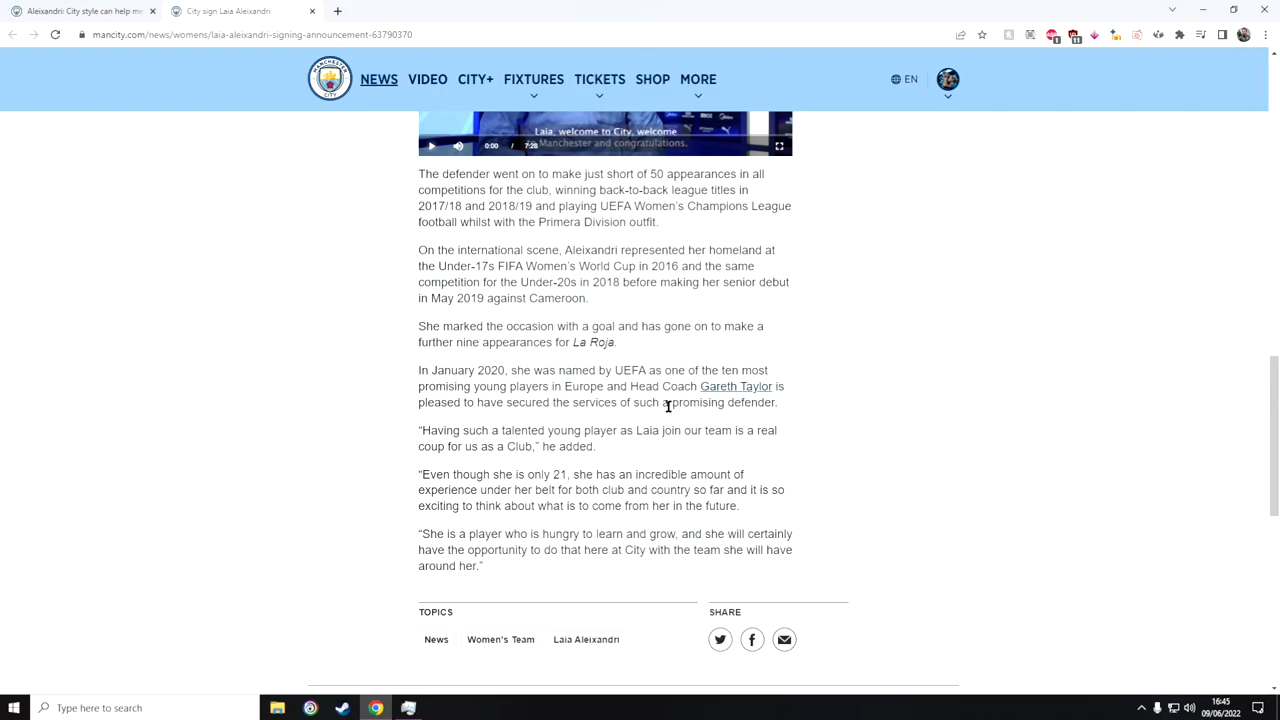 Aleixandri: City style can help me
City sign Laia Aleixandri
mancity.com/news/womens/laia-aleixandri-signing-announcement-63790370
1
11
MANCHESTER
CITY
NEWS VIDEO CITY+ FIXTURES TICKETS SHOP MORE
EN
Laia, welcome to City, welcome
to Manchester and congratulations.
0:00 / 7:28
The defender went on to make just short of 50 appearances in all
competitions for the club, winning back-to-back league titles in
2017/18 and 2018/19 and playing UEFA Women's Champions League
football whilst with the Primera Division outfit.
On the international scene, Aleixandri represented her homeland at
the Under-17s FIFA Women's World Cup in 2016 and the same
competition for the Under-20s in 2018 before making her senior debut
in May 2019 against Cameroon.
She marked the occasion with a goal and has gone on to make a
further nine appearances for La Roja.
In January 2020, she was named by UEFA as one of the ten most
promising young players in Europe and Head Coach Gareth Taylor is
pleased to have secured the services of such a promising defender.
“Having such a talented young player as Laia join our team is a real
coup for us as a Club,” he added.
“Even though she is only 21, she has an incredible amount of
experience under her belt for both club and country so far and it is so
exciting to think about what is to come from her in the future.
“She is a player who is hungry to learn and grow, and she will certainly
have the opportunity to do that here at City with the team she will have
around her.”
TOPICS
SHARE
News Women's Team Laia Aleixandri
Type here to search
16:45
09/06/2022